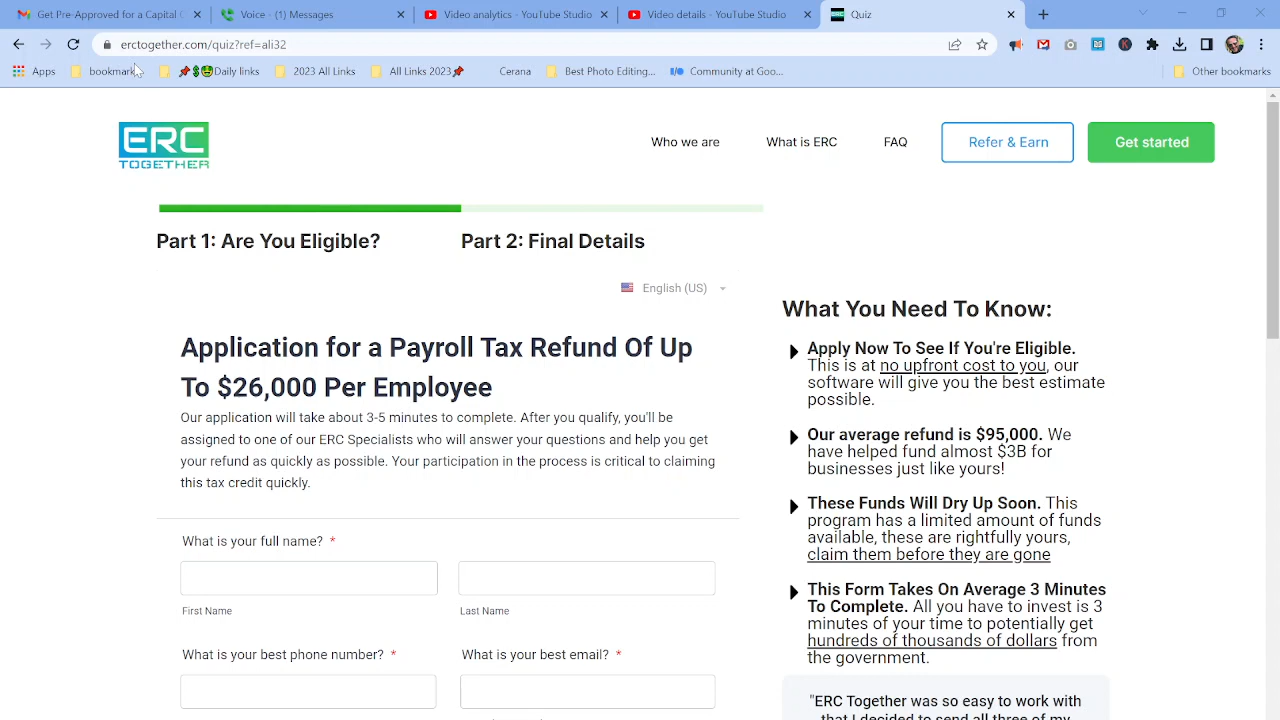 Get Pre-Approved for a Capital
Voice - (1) Messages
Video analytics - YouTube Studio
Video details - YouTube Studio
Quiz
erctogether.com/quiz?ref=ali32
Apps
bookmark
Daily links
2023 All Links
All Links 2023
Cerana
Best Photo Editing...
Community at Goo...
Other bookmarks
ERC
TOGETHER
Who we are
What is ERC
FAQ
Refer & Earn
Get started
Part 1: Are You Eligible?
Part 2: Final Details
English (US)
Application for a Payroll Tax Refund Of Up
To $26,000 Per Employee
Our application will take about 3-5 minutes to complete. After you qualify, you'll be
assigned to one of our ERC Specialists who will answer your questions and help you get
your refund as quickly as possible. Your participation in the process is critical to claiming
this tax credit quickly.
What is your full name? *
First Name
Last Name
What is your best phone number? *
What is your best email? *
What You Need To Know:
Apply Now To See If You're Eligible.
This is at no upfront cost to you, our
software will give you the best estimate
possible.
Our average refund is $95,000. We
have helped fund almost $3B for
businesses just like yours!
These Funds Will Dry Up Soon. This
program has a limited amount of funds
available, these are rightfully yours,
claim them before they are gone
This Form Takes On Average 3 Minutes
To Complete. All you have to invest is 3
minutes of your time to potentially get
hundreds of thousands of dollars from
the government.
"ERC Together was so easy to work with
that I decided to send all three of my